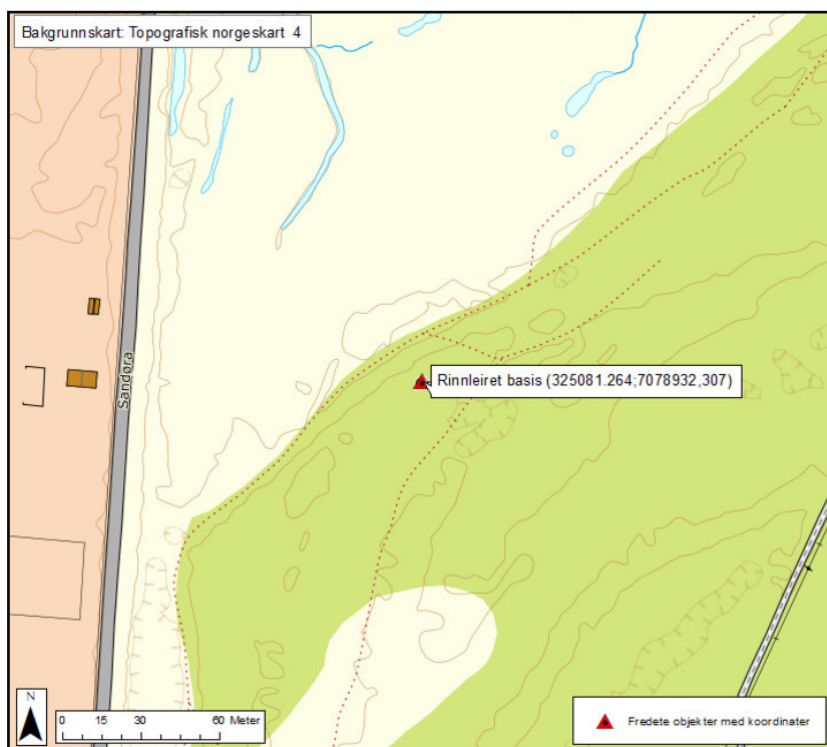 Bakgrunnskart: Topografisk norgeskart 4
Sandøra
Rinnleiret basis (325081.264;7078932,307)
N
0 15 30 60 Meter
Fredete objekter med koordinater